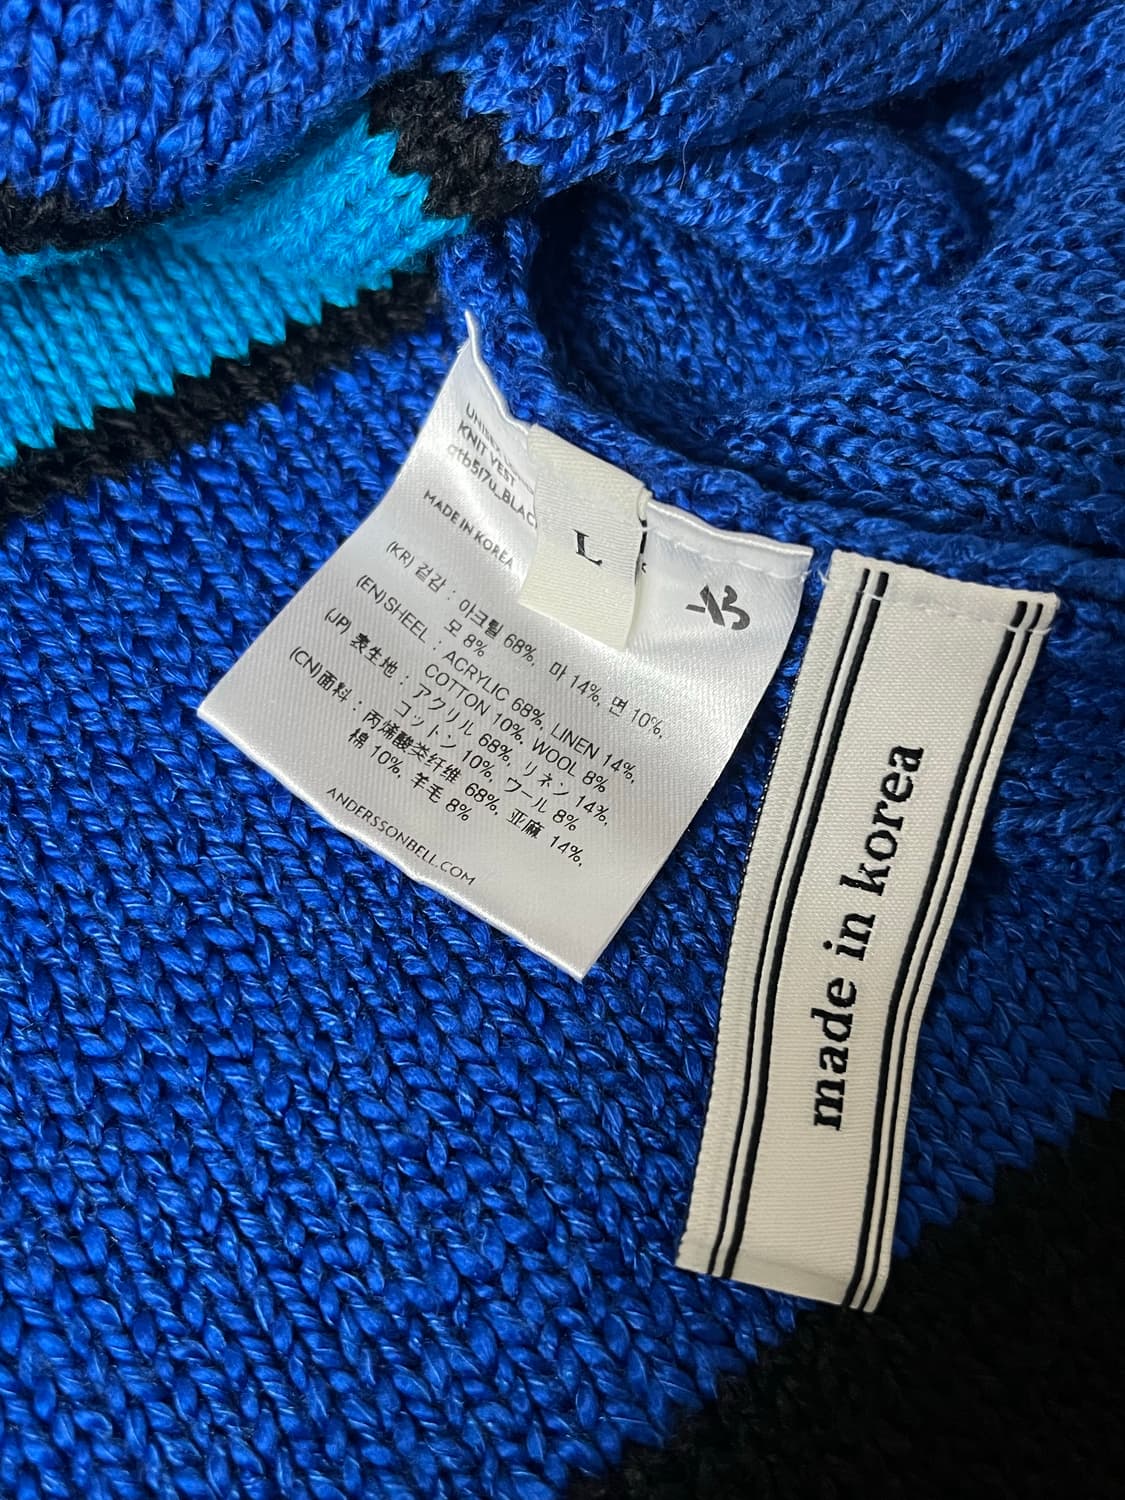 KNIT VEST
atb517u_BLAC
MADE IN KOREA
L
(KR) 겉감 : 아크릴 68%, 마 14%, 면 10%,
모 8%
(EN)SHEEL : ACRYLIC 68%, LINEN 14%,
COTTON 10%, WOOL 8%
(JP) 表生地 : アクリル 68%, リネン 14%,
コットン 10%, ウール 8%
(CN)面料 : 丙烯酸类纤维 68%, 亚麻 14%,
棉 10%, 羊毛 8%
ANDERSSONBELL.COM
made in korea